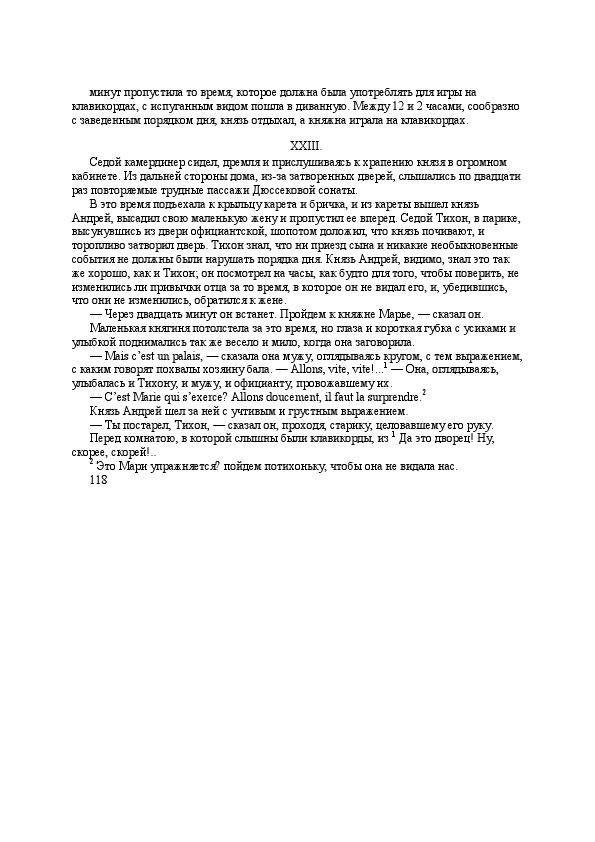 минут пропустила то время, которое должна была употреблять для игры на
клавикордах, с испуганным видом пошла в диванную. Между 12 и 2 часами, сообразно
с заведенным порядком дня, князь отдыхал, а княжна играла на клавикордах.
XXIII.
Седой камердинер сидел, дремля и прислушиваясь к храпению князя в огромном
кабинете. Из дальней стороны дома, из-за затворенных дверей, слышались по двадцати
раз повторяемые трудные пассажи Дюссековой сонаты.
В это время подъехала к крыльцу карета и бричка, и из кареты вышел князь
Андрей, высадил свою маленькую жену и пропустил ее вперед. Седой Тихон, в парике,
высунувшись из двери официантской, шопотом доложил, что князь почивают, и
торопливо затворил дверь. Тихон знал, что ни приезд сына и никакие необыкновенные
события не должны были нарушать порядка дня. Князь Андрей, видимо, знал это так
же хорошо, как и Тихон; он посмотрел на часы, как будто для того, чтобы поверить, не
изменились ли привычки отца за то время, в которое он не видал его, и, убедившись,
что они не изменились, обратился к жене.
— Через двадцать минут он встанет. Пройдем к княжне Марье, — сказал он.
Маленькая княгиня потолстела за это время, но глаза и короткая губка с усиками и
улыбкой поднимались так же весело и мило, когда она заговорила.
— Mais c’est un palais, — сказала она мужу, оглядываясь кругом, с тем выражением,
с каким говорят похвалы хозяину бала. — Allons, vite, vite!...1 — Она, оглядываясь,
улыбалась и Тихону, и мужу, и официанту, провожавшему их.
— C’est Marie qui s’exerce? Allons doucement, il faut la surprendre.2
Князь Андрей шел за ней с учтивым и грустным выражением.
— Ты постарел, Тихон, — сказал он, проходя, старику, целовавшему его руку.
Перед комнатою, в которой слышны были клавикорды, из 1 Да это дворец! Ну,
скорее, скорей!..
2 Это Мари упражняется? пойдем потихоньку, чтобы она не видала нас.
118